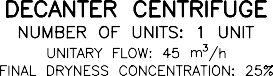 DECANTER CENTRIFUGE
NUMBER OF UNITS: 1 UNIT
UNITARY FLOW: 45 m³/h
FINAL DRYNESS CONCENTRATION: 25%